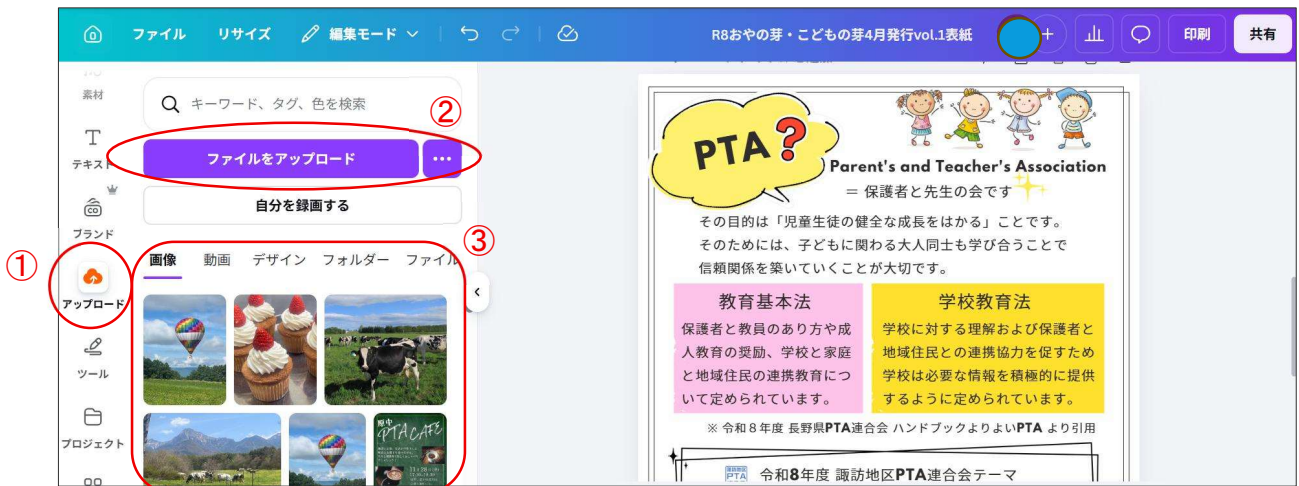 ファイル リサイズ 編集モード R8おやの芽・こどもの芽4月発行vol.1表紙 印刷 共有
素材
テキスト
ブランド
アップロード
ツール
プロジェクト
①
キーワード、タグ、色を検索
②
ファイルをアップロード
自分を録画する
③
画像 動画 デザイン フォルダー ファイル
PTA CAFE
PTA?
Parent's and Teacher's Association
= 保護者と先生の会です
その目的は「児童生徒の健全な成長をはかる」ことです。
そのためには、子どもに関わる大人同士も学び合うことで
信頼関係を築いていくことが大切です。
教育基本法
保護者と教員のあり方や成
人教育の奨励、学校と家庭
と地域住民の連携教育につ
いて定められています。
学校教育法
学校に対する理解および保護者と
地域住民との連携協力を促すため
学校は必要な情報を積極的に提供
するように定められています。
※ 令和8年度 長野県PTA連合会 ハンドブックよりよいPTA より引用
PTA
令和8年度 諏訪地区PTA連合会テーマ